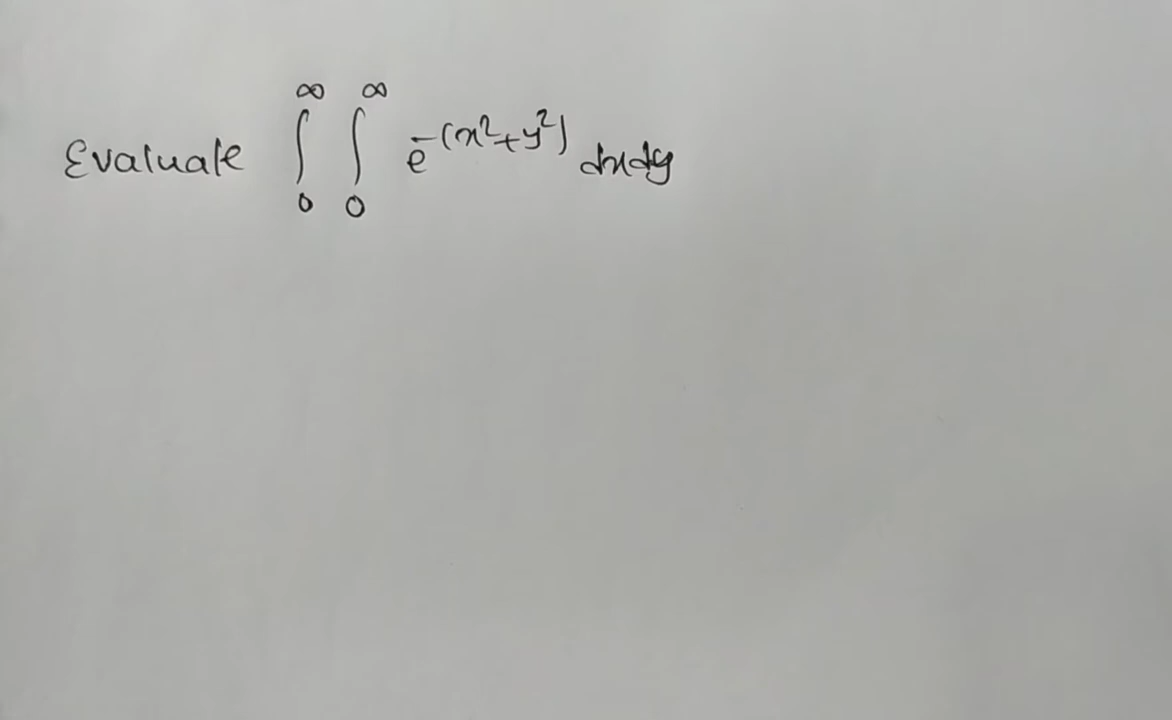 Evaluate ∫₀^∞ ∫₀^∞ e^-(x²+y²) dxdy